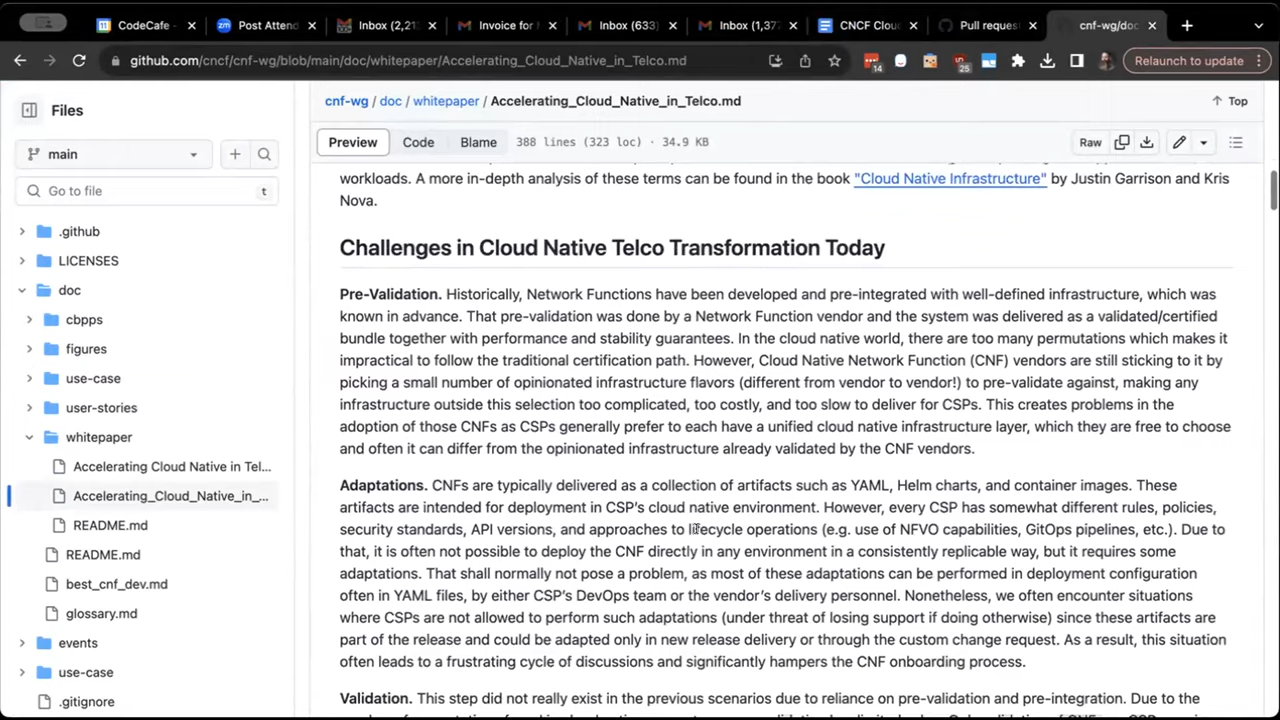 CodeCafe - W
Post Attend
Inbox (2,21
Invoice for
Inbox (633)
Inbox (1,37
CNCF Clou
Pull reques
cnf-wg/doc
github.com/cncf/cnf-wg/blob/main/doc/whitepaper/Accelerating_Cloud_Native_in_Telco.md
14
25
Relaunch to update
Files
main
Go to file
t
.github
LICENSES
doc
cbpps
figures
use-case
user-stories
whitepaper
Accelerating Cloud Native in Tel...
Accelerating_Cloud_Native_in_...
README.md
README.md
best_cnf_dev.md
glossary.md
events
use-case
.gitignore
cnf-wg / doc / whitepaper / Accelerating_Cloud_Native_in_Telco.md
Top
Preview
Code
Blame
388 lines (323 loc) · 34.9 KB
Raw
workloads. A more in-depth analysis of these terms can be found in the book "Cloud Native Infrastructure" by Justin Garrison and Kris
Nova.
Challenges in Cloud Native Telco Transformation Today
Pre-Validation. Historically, Network Functions have been developed and pre-integrated with well-defined infrastructure, which was
known in advance. That pre-validation was done by a Network Function vendor and the system was delivered as a validated/certified
bundle together with performance and stability guarantees. In the cloud native world, there are too many permutations which makes it
impractical to follow the traditional certification path. However, Cloud Native Network Function (CNF) vendors are still sticking to it by
picking a small number of opinionated infrastructure flavors (different from vendor to vendor!) to pre-validate against, making any
infrastructure outside this selection too complicated, too costly, and too slow to deliver for CSPs. This creates problems in the
adoption of those CNFs as CSPs generally prefer to each have a unified cloud native infrastructure layer, which they are free to choose
and often it can differ from the opinionated infrastructure already validated by the CNF vendors.
Adaptations. CNFs are typically delivered as a collection of artifacts such as YAML, Helm charts, and container images. These
artifacts are intended for deployment in CSP's cloud native environment. However, every CSP has somewhat different rules, policies,
security standards, API versions, and approaches to lifecycle operations (e.g. use of NFVO capabilities, GitOps pipelines, etc.). Due to
that, it is often not possible to deploy the CNF directly in any environment in a consistently replicable way, but it requires some
adaptations. That shall normally not pose a problem, as most of these adaptations can be performed in deployment configuration
often in YAML files, by either CSP's DevOps team or the vendor's delivery personnel. Nonetheless, we often encounter situations
where CSPs are not allowed to perform such adaptations (under threat of losing support if doing otherwise) since these artifacts are
part of the release and could be adapted only in new release delivery or through the custom change request. As a result, this situation
often leads to a frustrating cycle of discussions and significantly hampers the CNF onboarding process.
Validation. This step did not really exist in the previous scenarios due to reliance on pre-validation and pre-integration. Due to the